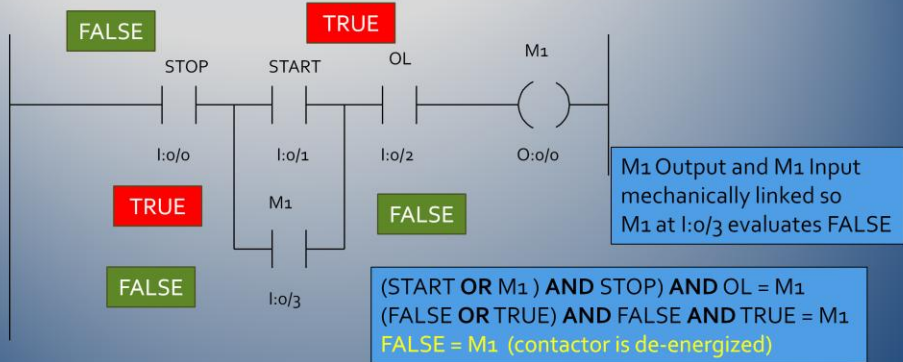 FALSE
TRUE
STOP
START
OL
M1
I:0/0
I:0/1
I:0/2
O:0/0
TRUE
M1
FALSE
FALSE
I:0/3
M1 Output and M1 Input
mechanically linked so
M1 at I:0/3 evaluates FALSE
(START OR M1 ) AND STOP) AND OL = M1
(FALSE OR TRUE) AND FALSE AND TRUE = M1
FALSE = M1 (contactor is de-energized)